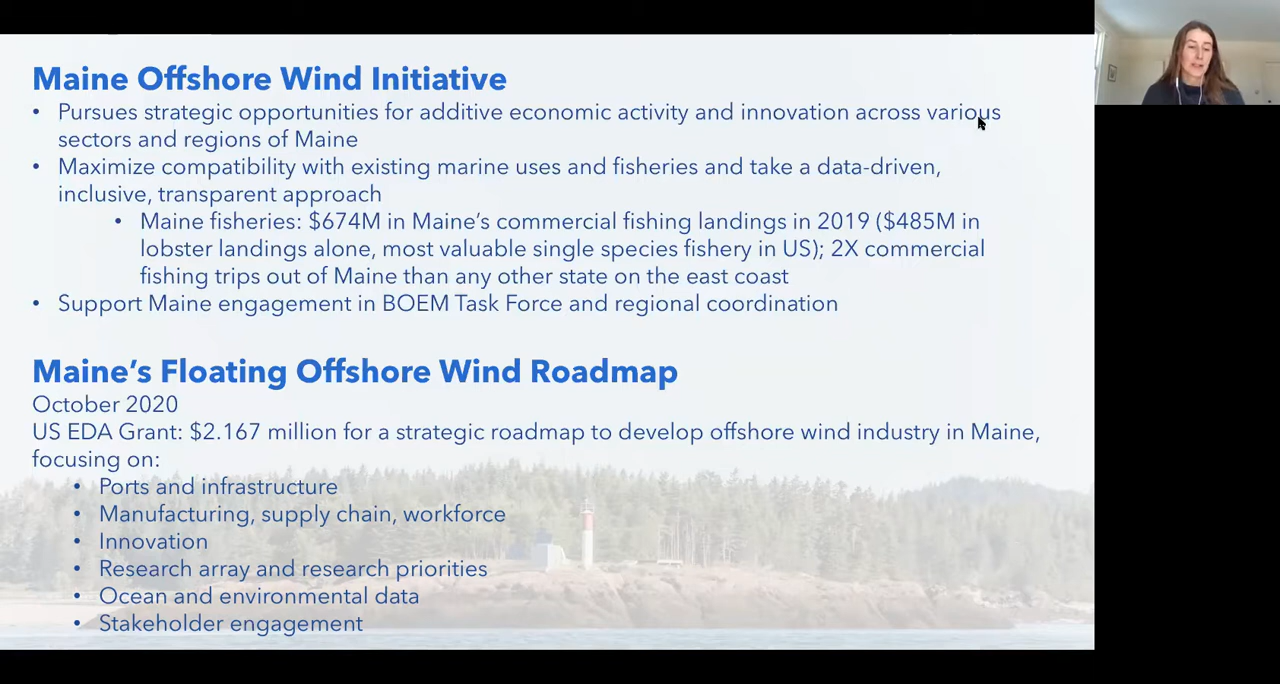 Maine Offshore Wind Initiative
• Pursues strategic opportunities for additive economic activity and innovation across various
sectors and regions of Maine
• Maximize compatibility with existing marine uses and fisheries and take a data-driven,
inclusive, transparent approach
• Maine fisheries: $674M in Maine’s commercial fishing landings in 2019 ($485M in
lobster landings alone, most valuable single species fishery in US); 2X commercial
fishing trips out of Maine than any other state on the east coast
• Support Maine engagement in BOEM Task Force and regional coordination
Maine’s Floating Offshore Wind Roadmap
October 2020
US EDA Grant: $2.167 million for a strategic roadmap to develop offshore wind industry in Maine,
focusing on:
• Ports and infrastructure
• Manufacturing, supply chain, workforce
• Innovation
• Research array and research priorities
• Ocean and environmental data
• Stakeholder engagement